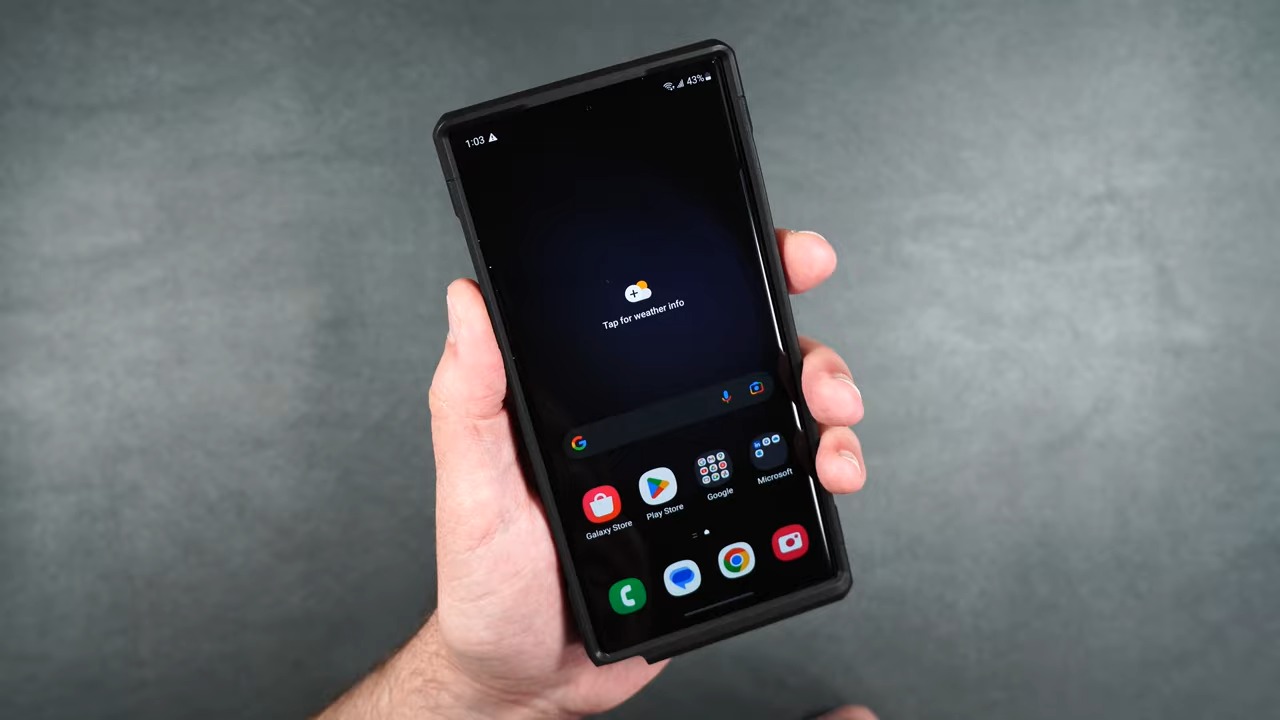 1:03
43%
Tap for weather info
Galaxy Store
Play Store
Google
Microsoft